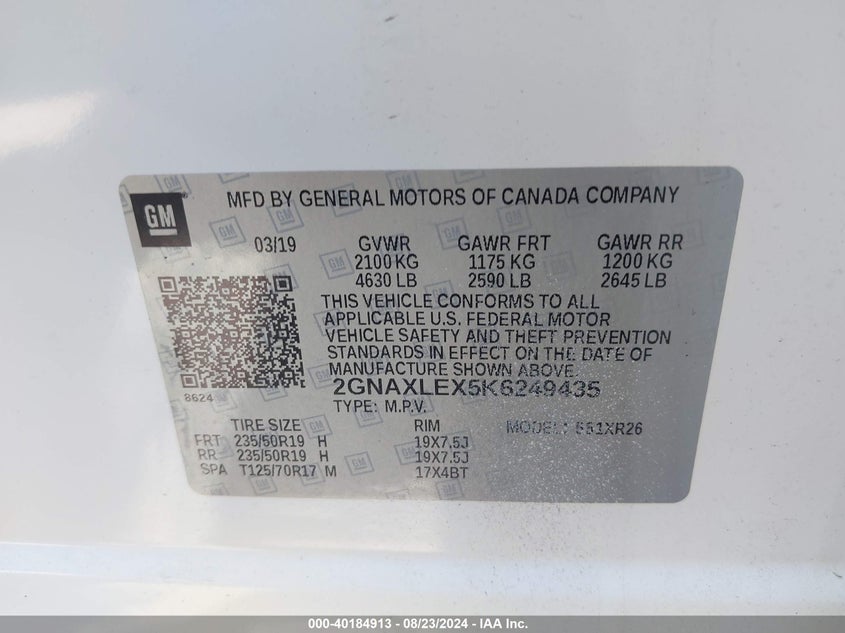 GM
MFD BY GENERAL MOTORS OF CANADA COMPANY
03/19 GVWR GAWR FRT GAWR RR
2100 KG 1175 KG 1200 KG
4630 LB 2590 LB 2645 LB
THIS VEHICLE CONFORMS TO ALL
APPLICABLE U.S. FEDERAL MOTOR
VEHICLE SAFETY AND THEFT PREVENTION
STANDARDS IN EFFECT ON THE DATE OF
MANUFACTURE SHOWN ABOVE.
8624
2GNAXLEX5K6249435
TYPE: M.P.V.
TIRE SIZE RIM MODEL:
FRT 235/50R19 H 19X7.5J
RR 235/50R19 H 19X7.5J
SPA T125/70R17 M 17X4BT
000-40184913 - 08/23/2024 - IAA Inc.